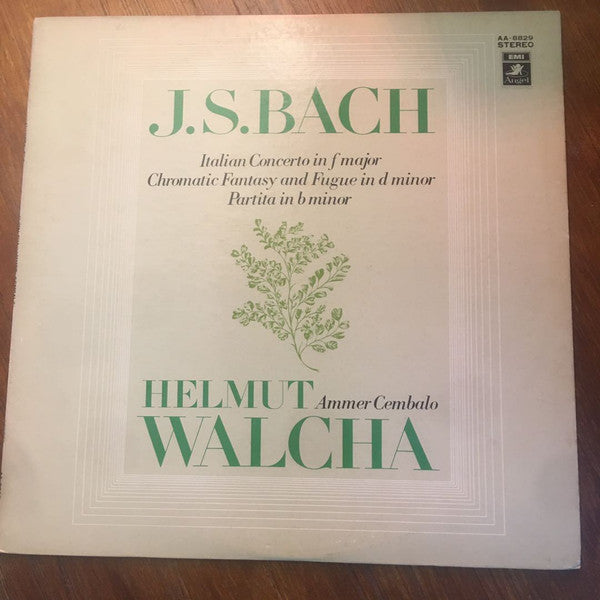 AA-8829
STEREO
EMI
Angel
J.S.BACH
Italian Concerto in f major
Chromatic Fantasy and Fugue in d minor
Partita in b minor
HELMUT Ammer Cembalo
WALCHA